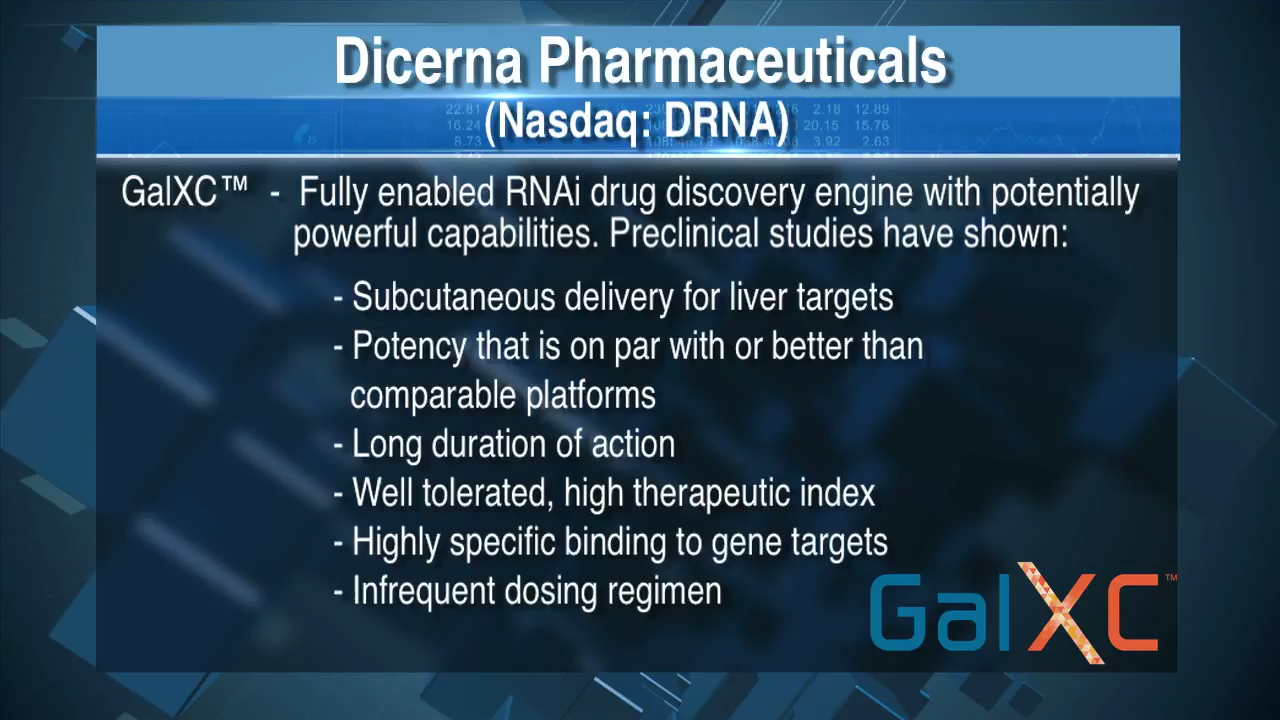 Dicerna Pharmaceuticals
(Nasdaq: DRNA)
GalXC™ - Fully enabled RNAi drug discovery engine with potentially
powerful capabilities. Preclinical studies have shown:
- Subcutaneous delivery for liver targets
- Potency that is on par with or better than
comparable platforms
- Long duration of action
- Well tolerated, high therapeutic index
- Highly specific binding to gene targets
- Infrequent dosing regimen
GalXC™